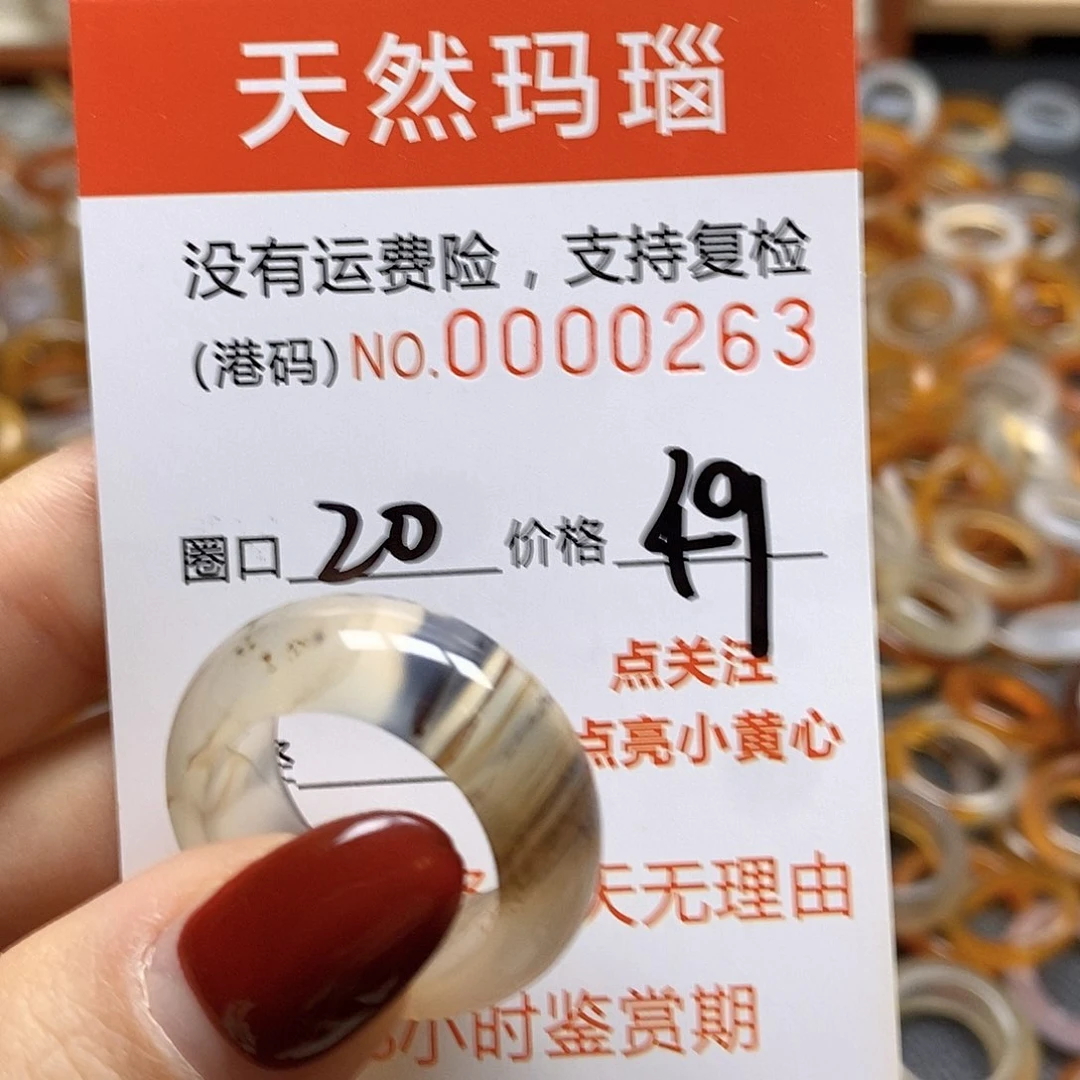 天然玛瑙
没有运费险，支持复检
(港码) NO.0000263
圈口 20 价格 49
点关注
点亮小黄心
天无理由
小时鉴赏期